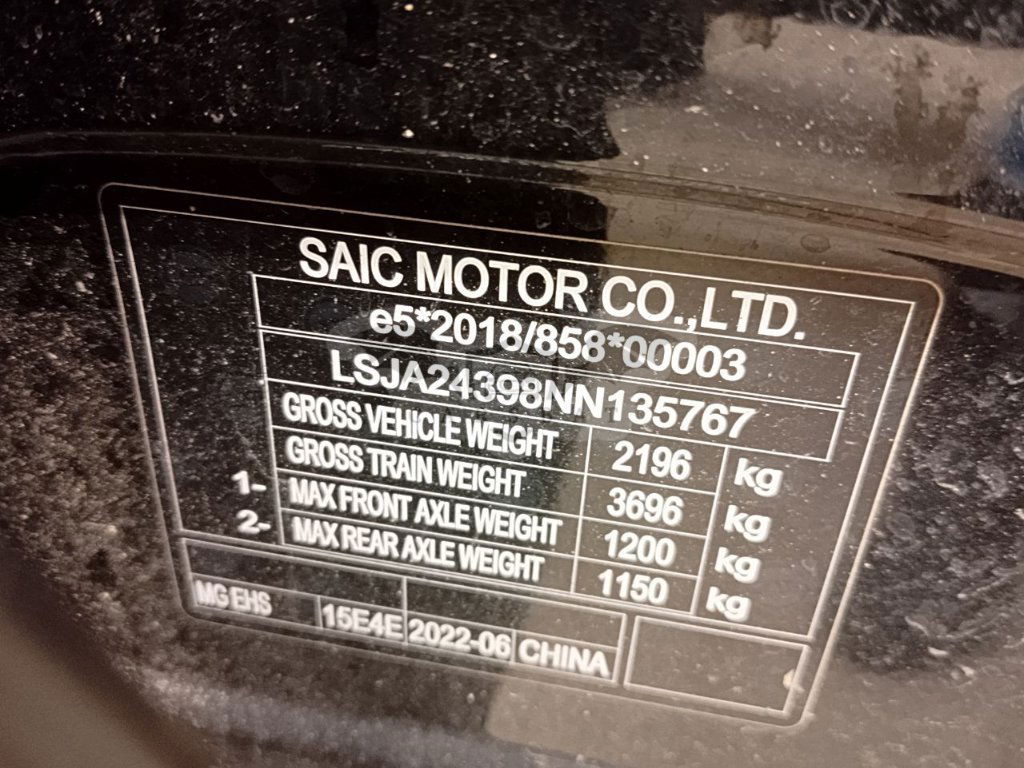 SAIC MOTOR CO.,LTD.
e5*2018/858*00003
LSJA24398NN135767
GROSS VEHICLE WEIGHT 2196 kg
GROSS TRAIN WEIGHT 3696 kg
1- MAX FRONT AXLE WEIGHT 1200 kg
2- MAX REAR AXLE WEIGHT 1150 kg
MG EHS 15E4E 2022-06 CHINA